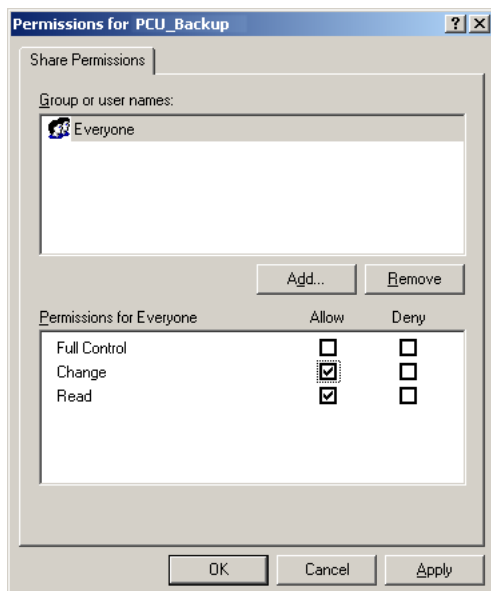 Permissions for PCU_Backup
Share Permissions
Group or user names:
Everyone
Add... Remove
Permissions for Everyone Allow Deny
Full Control
Change
Read
OK Cancel Apply